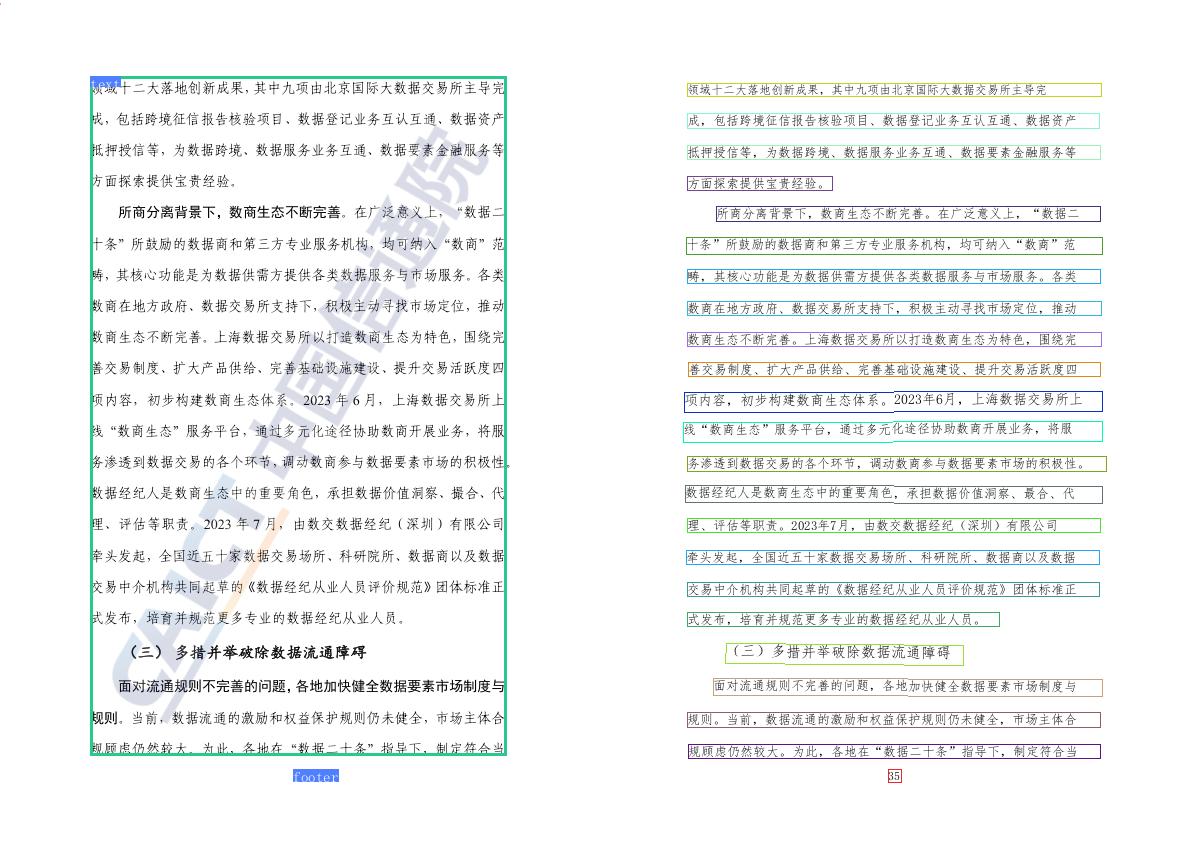 text
领域十二大落地创新成果，其中九项由北京国际大数据交易所主导完
成，包括跨境征信报告核验项目、数据登记业务互认互通、数据资产
抵押授信等，为数据跨境、数据服务业务互通、数据要素金融服务等
方面探索提供宝贵经验。
所商分离背景下，数商生态不断完善。在广泛意义上，“数据二
十条”所鼓励的数据商和第三方专业服务机构，均可纳入“数商”范
畴，其核心功能是为数据供需方提供各类数据服务与市场服务。各类
数商在地方政府、数据交易所支持下，积极主动寻找市场定位，推动
数商生态不断完善。上海数据交易所以打造数商生态为特色，围绕完
善交易制度、扩大产品供给、完善基础设施建设、提升交易活跃度四
项内容，初步构建数商生态体系。2023 年 6 月，上海数据交易所上
线“数商生态”服务平台，通过多元化途径协助数商开展业务，将服
务渗透到数据交易的各个环节，调动数商参与数据要素市场的积极性。
数据经纪人是数商生态中的重要角色，承担数据价值洞察、撮合、代
理、评估等职责。2023 年 7 月，由数交数据经纪（深圳）有限公司
牵头发起，全国近五十家数据交易场所、科研院所、数据商以及数据
交易中介机构共同起草的《数据经纪从业人员评价规范》团体标准正
式发布，培育并规范更多专业的数据经纪从业人员。
（三） 多措并举破除数据流通障碍
面对流通规则不完善的问题，各地加快健全数据要素市场制度与
规则。当前，数据流通的激励和权益保护规则仍未健全，市场主体合
规顾虑仍然较大。为此，各地在“数据二十条”指导下，制定符合当
footer
CAICT 中国信通院
领域十二大落地创新成果，其中九项由北京国际大数据交易所主导完
成，包括跨境征信报告核验项目、数据登记业务互认互通、数据资产
抵押授信等，为数据跨境、数据服务业务互通、数据要素金融服务等
方面探索提供宝贵经验。
所商分离背景下，数商生态不断完善。在广泛意义上，“数据二
十条”所鼓励的数据商和第三方专业服务机构，均可纳入“数商”范
畴，其核心功能是为数据供需方提供各类数据服务与市场服务。各类
数商在地方政府、数据交易所支持下，积极主动寻找市场定位，推动
数商生态不断完善。上海数据交易所以打造数商生态为特色，围绕完
善交易制度、扩大产品供给、完善基础设施建设、提升交易活跃度四
项内容，初步构建数商生态体系。2023年6月，上海数据交易所上
线“数商生态”服务平台，通过多元化途径协助数商开展业务，将服
务渗透到数据交易的各个环节，调动数商参与数据要素市场的积极性。
数据经纪人是数商生态中的重要角色，承担数据价值洞察、最合、代
理、评估等职责。2023年7月，由数交数据经纪（深圳）有限公司
牵头发起，全国近五十家数据交易场所、科研院所、数据商以及数据
交易中介机构共同起草的《数据经纪从业人员评价规范》团体标准正
式发布，培育并规范更多专业的数据经纪从业人员。
（三）多措并举破除数据流通障碍
面对流通规则不完善的问题，各地加快健全数据要素市场制度与
规则。当前，数据流通的激励和权益保护规则仍未健全，市场主体合
规顾虑仍然较大。为此，各地在“数据二十条”指导下，制定符合当
35